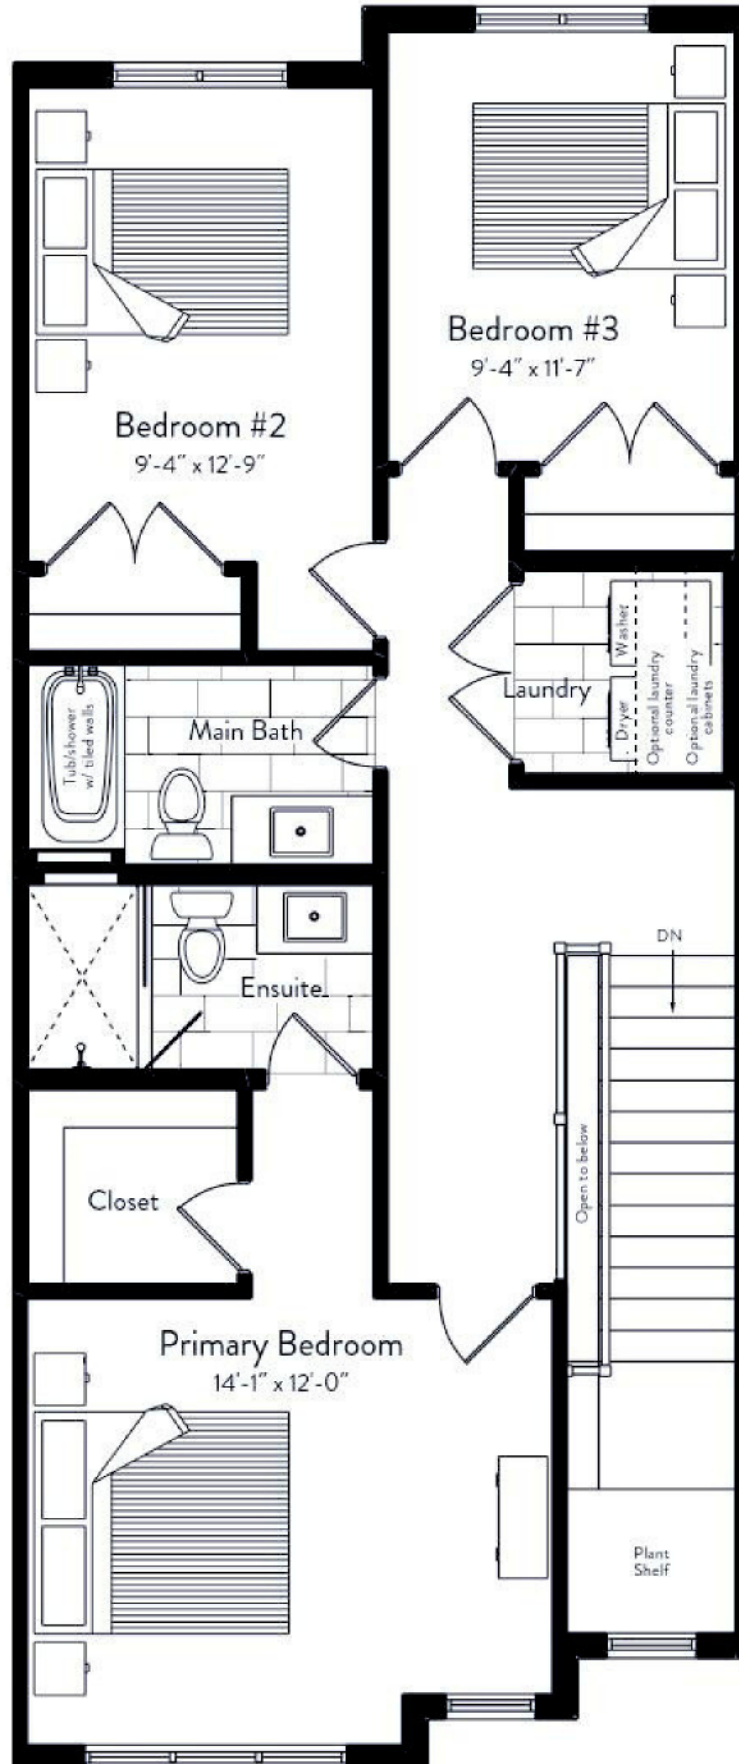 Bedroom #3
9'-4" x 11'-7"
Bedroom #2
9'-4" x 12'-9"
Washer
Dryer
Optional laundry
counter
Optional laundry
cabinets
Laundry
Tub/shower
w/ tiled walls
Main Bath
DN
Ensuite
Open to below
Closet
Primary Bedroom
14'-1" x 12'-0"
Plant
Shelf